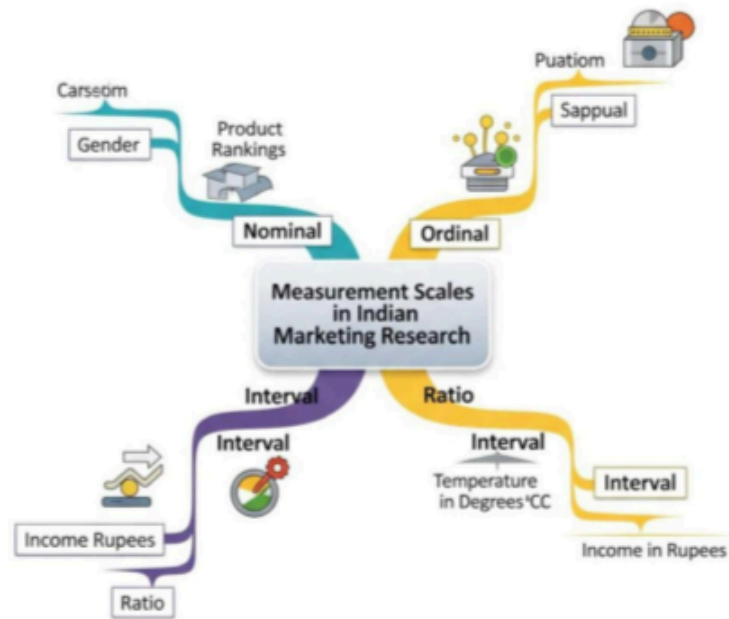 Carseom
Gender
Product
Rankings
Nominal
Puatiom
Sappual
Ordinal
Measurement Scales
in Indian
Marketing Research
Interval
Interval
Income Rupees
Ratio
Ratio
Interval
Temperature
in Degrees °CC
Interval
Income in Rupees